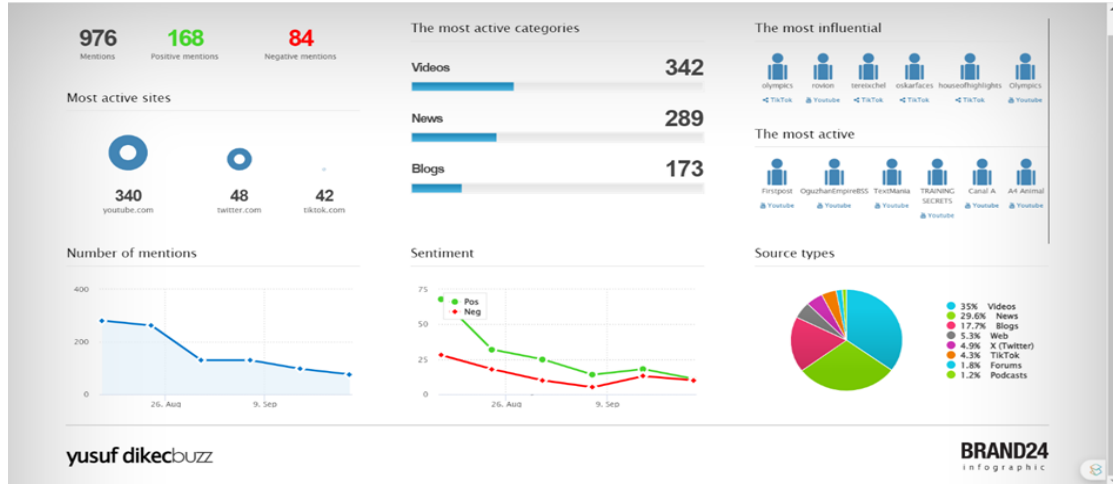 976
Mentions
168
Positive mentions
84
Negative mentions
Most active sites
340
youtube.com
48
twitter.com
42
tiktok.com
The most active categories
Videos 342
News 289
Blogs 173
The most influential
olympics rovion tereixchel oskarfaces houseofhighlights Olympics
TikTok Youtube TikTok TikTok TikTok Youtube
The most active
Firstpost OguzhanEmpireBSS TextMania TRAINING SECRETS Canal A A4 Animal
Youtube Youtube Youtube Youtube Youtube Youtube
Number of mentions
400
200
0
26. Aug 9. Sep
Sentiment
75
50
25
0
Pos
Neg
26. Aug 9. Sep
Source types
35% Videos
29.6% News
17.7% Blogs
5.3% Web
4.9% X (Twitter)
4.3% TikTok
1.8% Forums
1.2% Podcasts
yusuf dikecbuzz
BRAND24
infographic